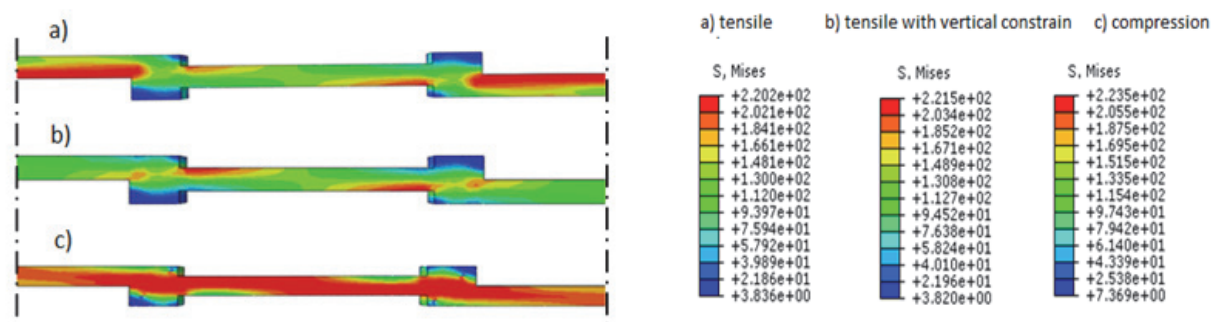 a)
b)
c)
a) tensile
b) tensile with vertical constrain
c) compression
S, Mises
+2.202e+02
+2.021e+02
+1.841e+02
+1.661e+02
+1.481e+02
+1.300e+02
+1.120e+02
+9.397e+01
+7.594e+01
+5.792e+01
+3.989e+01
+2.186e+01
+3.836e+00
S, Mises
+2.215e+02
+2.034e+02
+1.852e+02
+1.671e+02
+1.489e+02
+1.308e+02
+1.127e+02
+9.452e+01
+7.638e+01
+5.824e+01
+4.010e+01
+2.196e+01
+3.820e+00
S, Mises
+2.235e+02
+2.055e+02
+1.875e+02
+1.695e+02
+1.515e+02
+1.335e+02
+1.154e+02
+9.743e+01
+7.942e+01
+6.140e+01
+4.339e+01
+2.538e+01
+7.369e+00